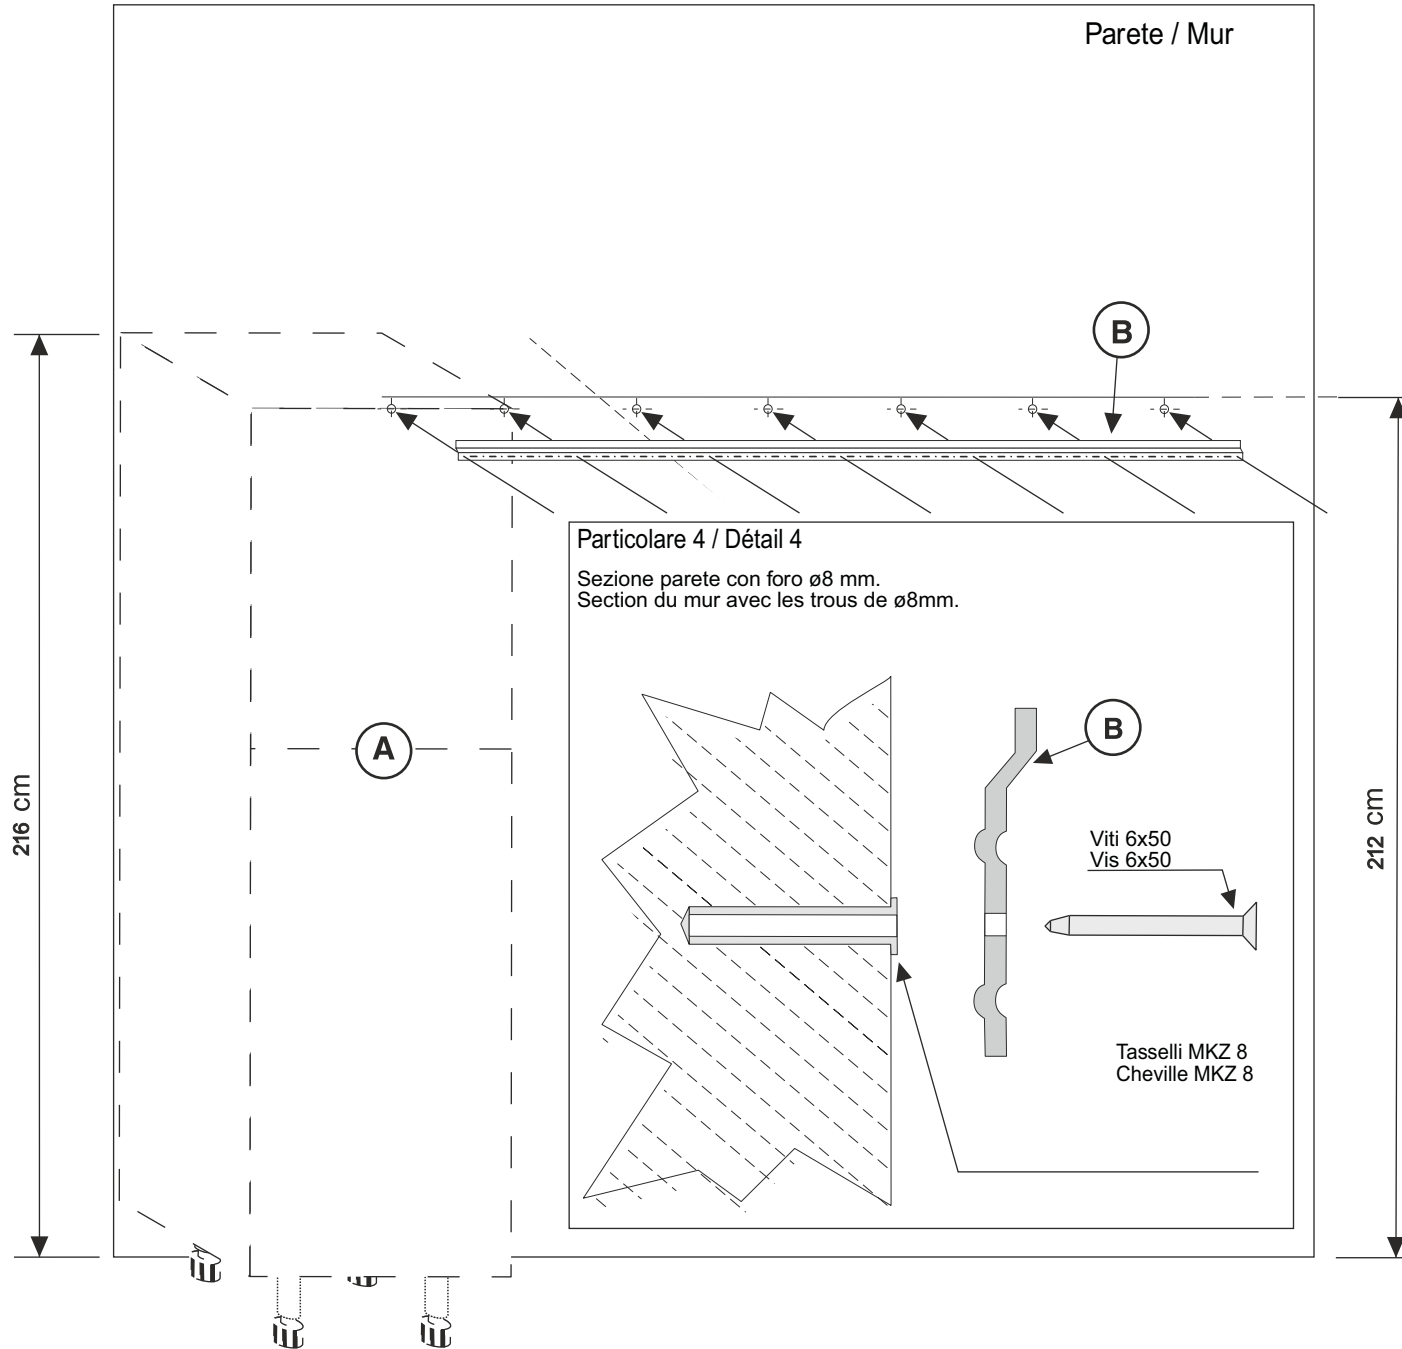 Parete / Mur
B
Particolare 4 / Détail 4
Sezione parete con foro ø8 mm.
Section du mur avec les trous de ø8mm.
A
B
216 cm
212 cm
Viti 6x50
Vis 6x50
Tasselli MKZ 8
Cheville MKZ 8